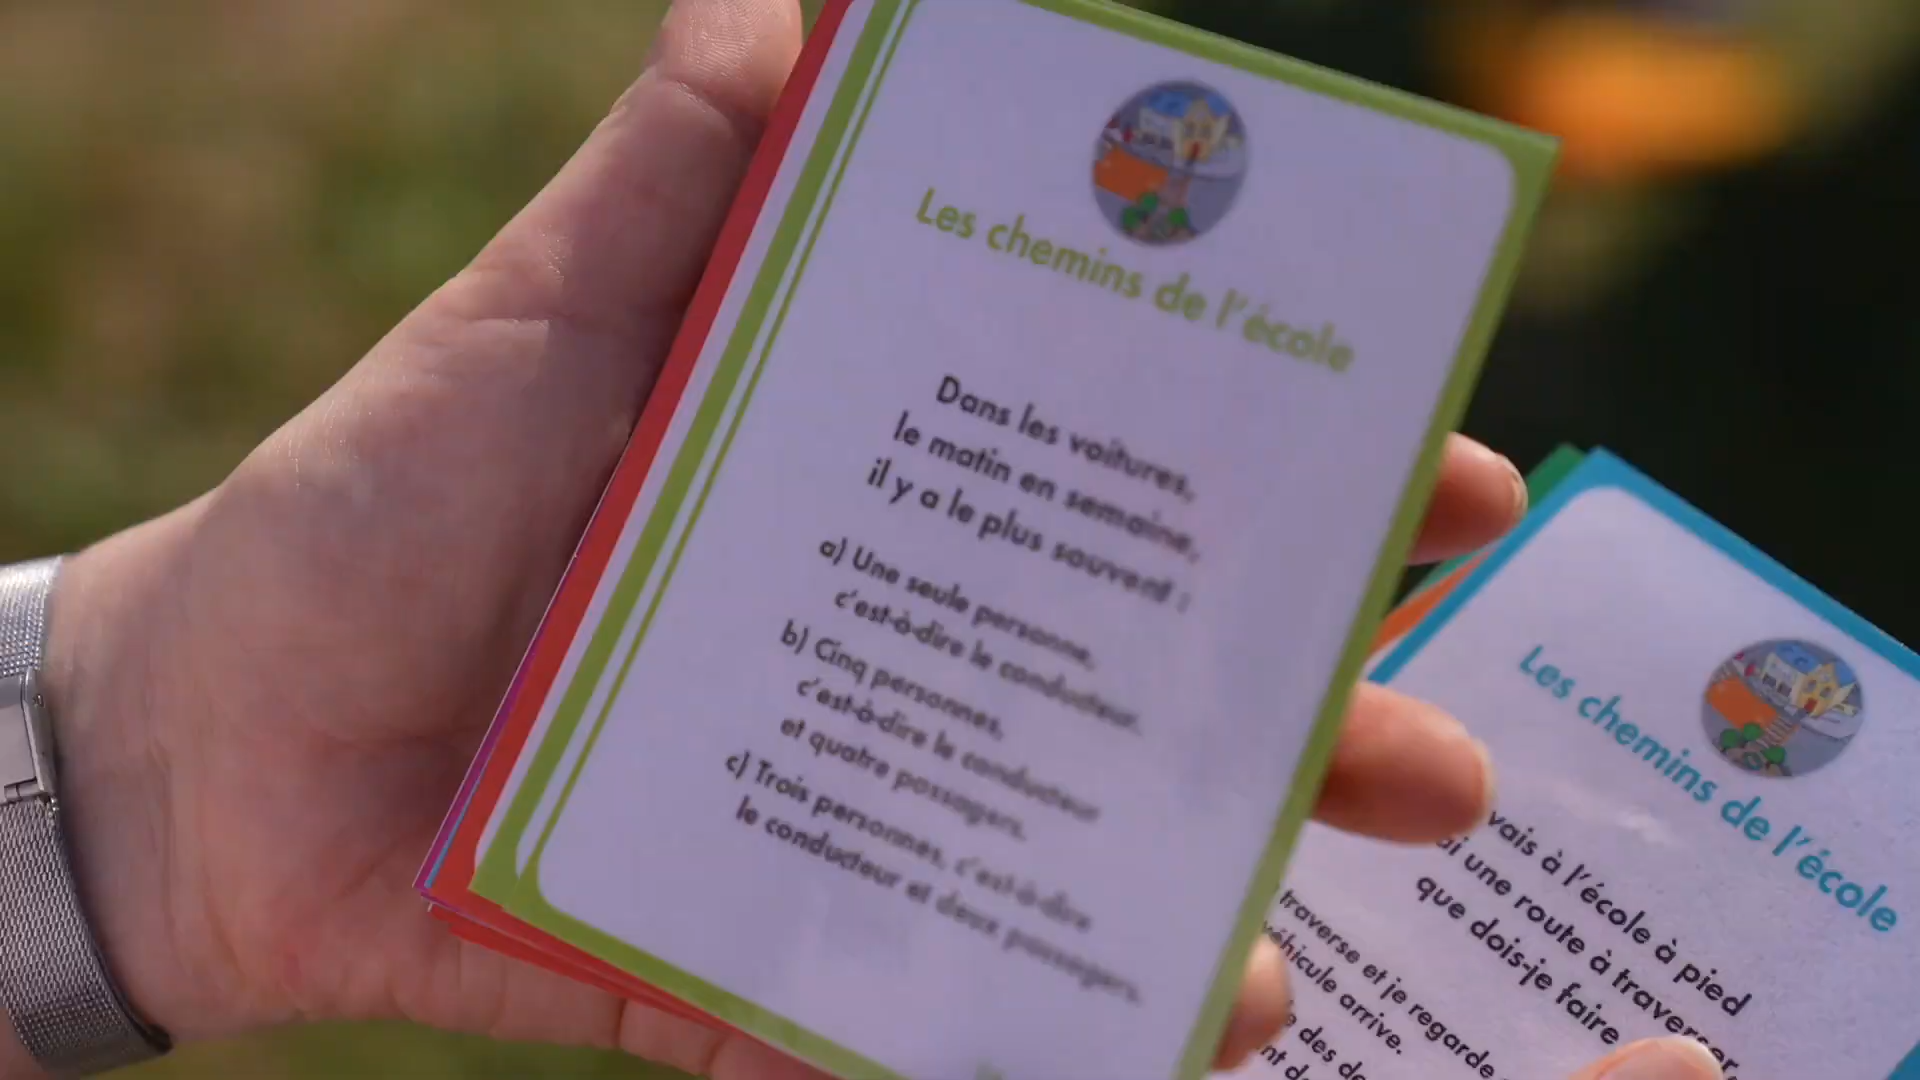 Les chemins de l'école
Dans les voitures,
le matin en semaine,
il y a le plus souvent :
a) Une seule personne,
c'est-à-dire le conducteur.
b) Cinq personnes,
c'est-à-dire le conducteur
et quatre passagers.
c) Trois personnes, c'est-à-dire
le conducteur et deux passagers.
Les chemins de l'école
vais à l'école à pied
une route à traverser,
que dois-je faire
traverse et je regarde
véhicule arrive.
des